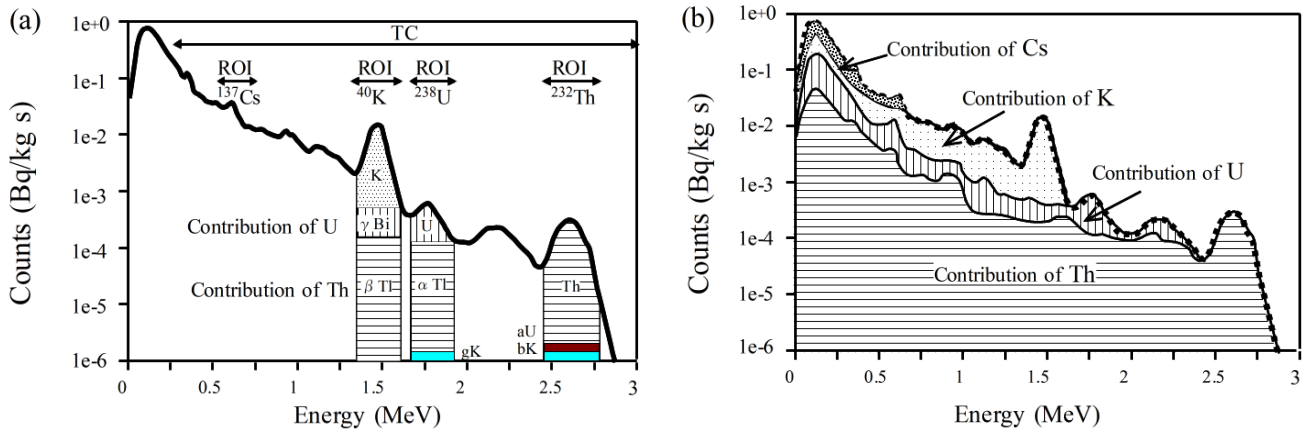 (a)
1e+0
1e-1
1e-2
1e-3
1e-4
1e-5
1e-6
Counts (Bq/kg s)
TC
ROI
¹³⁷Cs
ROI
⁴⁰K
ROI
²³⁸U
ROI
²³²Th
K
γ Bi
U
Contribution of U
Contribution of Th
β Tl
α Tl
Th
gK
aU
bK
0 0.5 1 1.5 2 2.5 3
Energy (MeV)
(b)
1e+0
1e-1
1e-2
1e-3
1e-4
1e-5
1e-6
Counts (Bq/kg s)
Contribution of Cs
Contribution of K
Contribution of U
Contribution of Th
0 0.5 1 1.5 2 2.5 3
Energy (MeV)